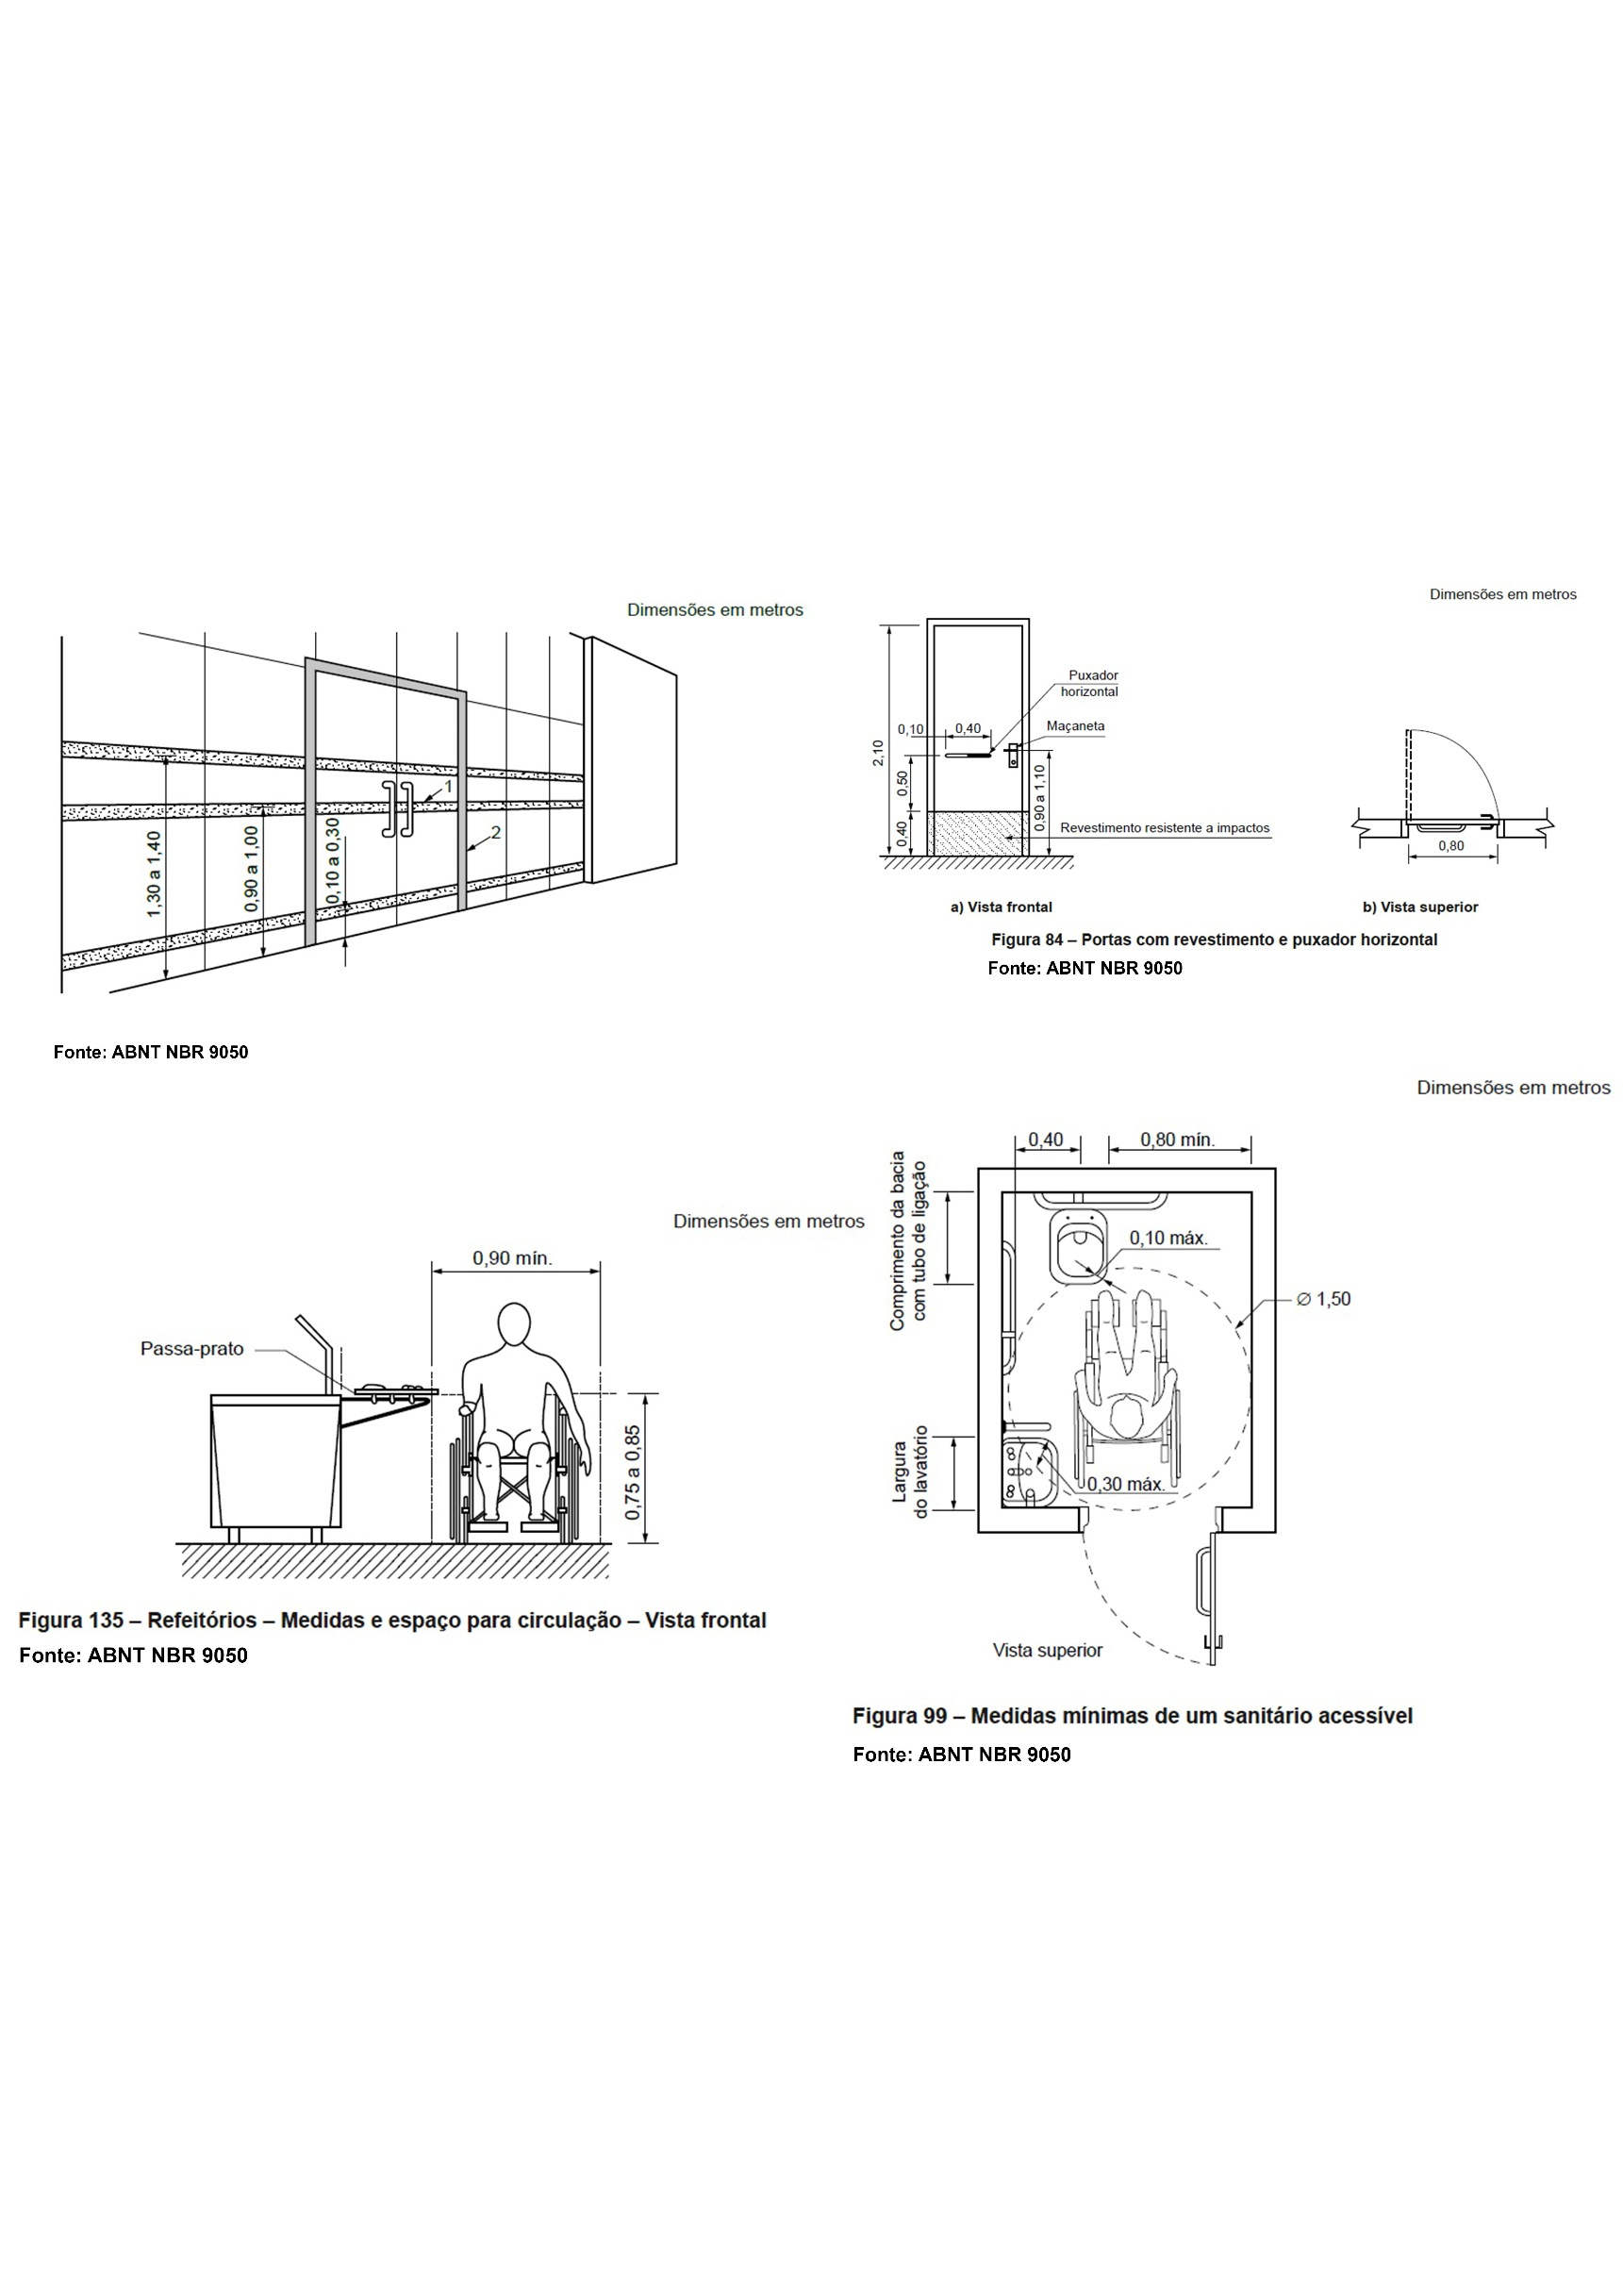 Dimensões em metros
1,30 a 1,40
0,90 a 1,00
0,10 a 0,30
1
2
Fonte: ABNT NBR 9050
Dimensões em metros
2,10
0,10
0,40
Puxador
horizontal
Maçaneta
0,50
0,40
0,90 a 1,10
Revestimento resistente a impactos
0,80
a) Vista frontal
b) Vista superior
Figura 84 – Portas com revestimento e puxador horizontal
Fonte: ABNT NBR 9050
Dimensões em metros
0,90 mín.
Passa-prato
0,75 a 0,85
Figura 135 – Refeitórios – Medidas e espaço para circulação – Vista frontal
Fonte: ABNT NBR 9050
Dimensões em metros
0,40
0,80 mín.
Comprimento da bacia
com tubo de ligação
0,10 máx.
∅ 1,50
Largura
do lavatório
0,30 máx.
Vista superior
Figura 99 – Medidas mínimas de um sanitário acessível
Fonte: ABNT NBR 9050